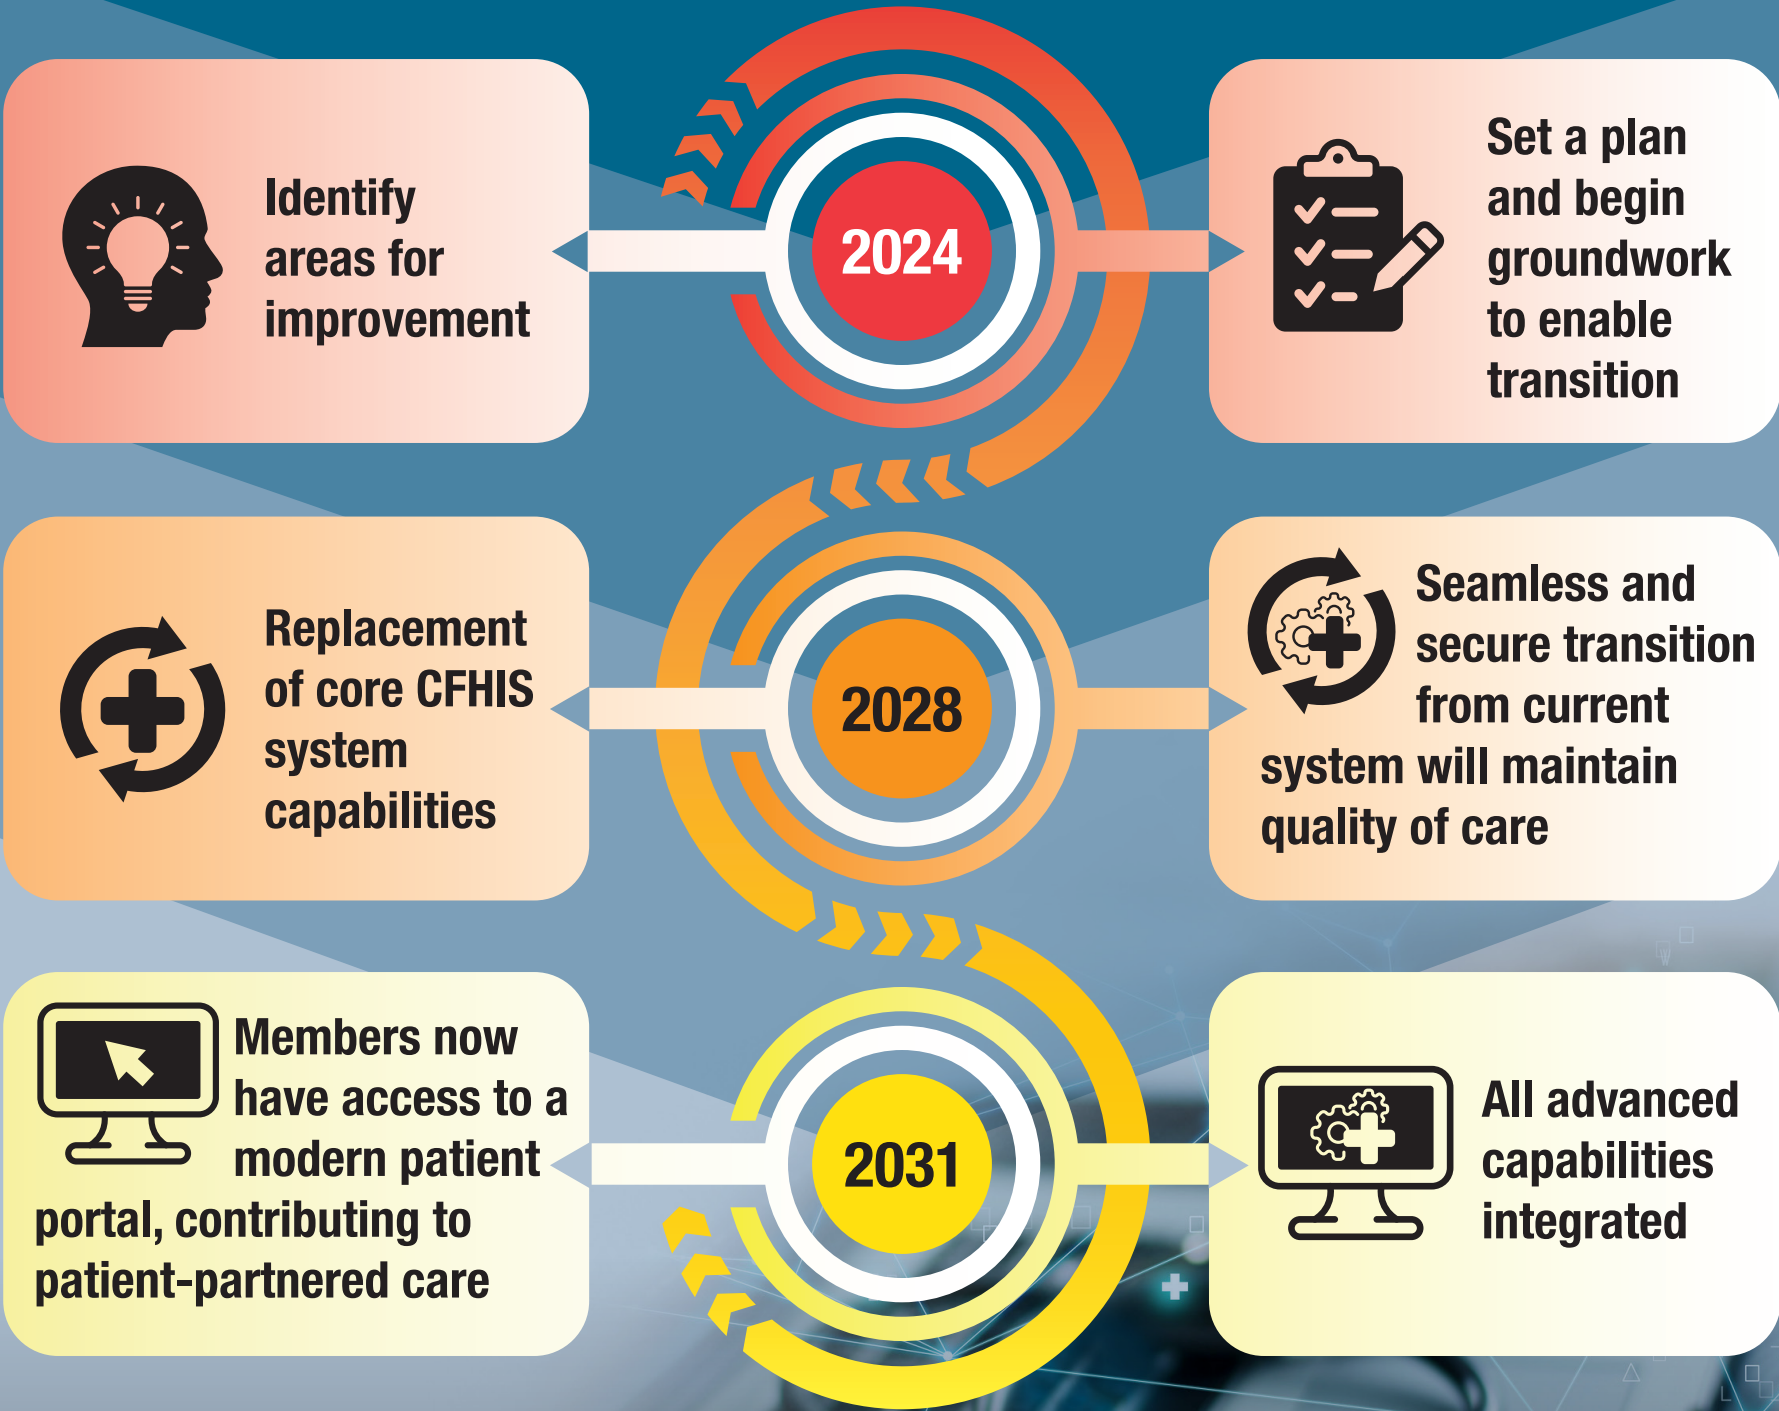 Identify
areas for
improvement
2024
Set a plan
and begin
groundwork
to enable
transition
Replacement
of core CFHIS
system
capabilities
2028
Seamless and
secure transition
from current
system will maintain
quality of care
Members now
have access to a
modern patient
portal, contributing to
patient-partnered care
2031
All advanced
capabilities
integrated